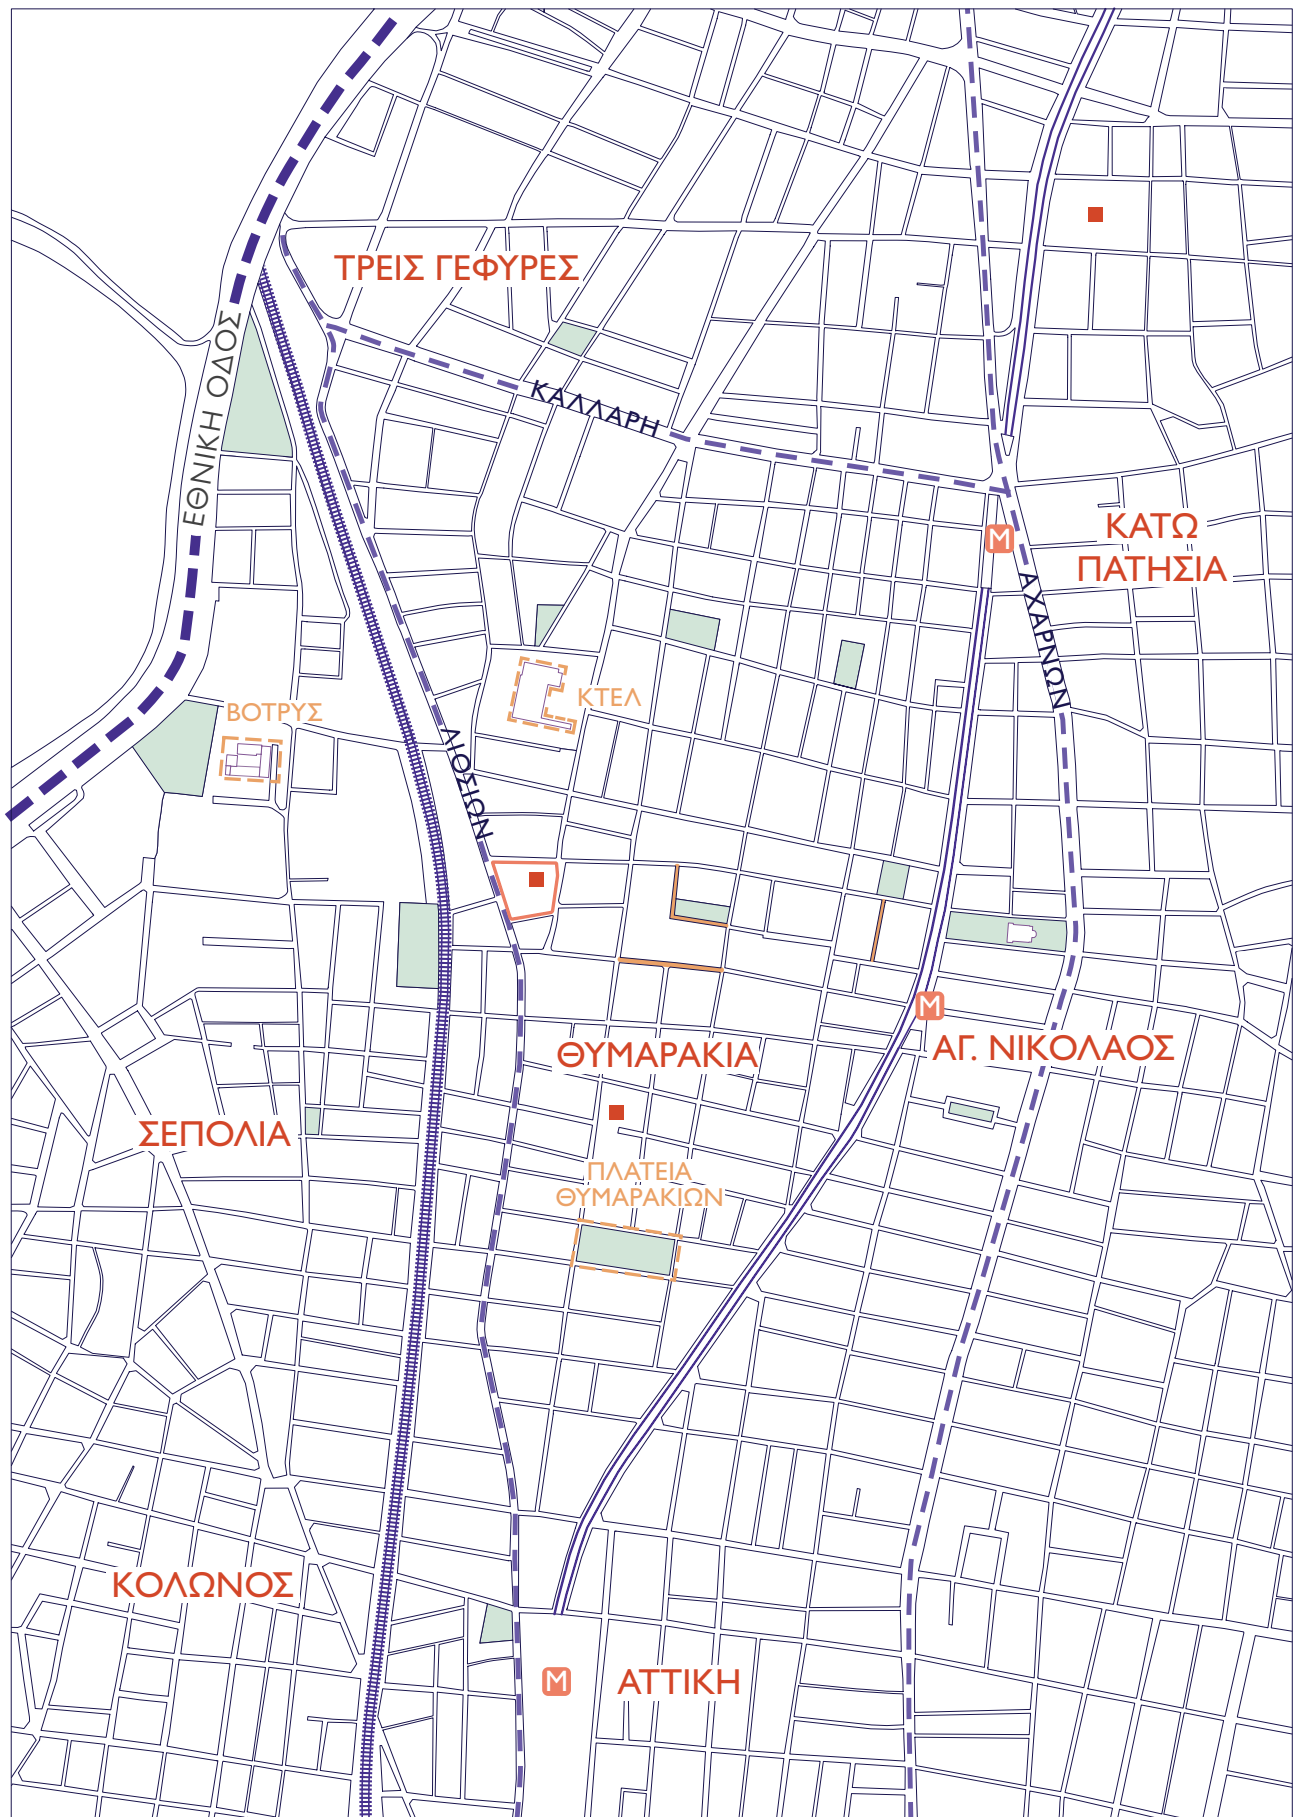 ΤΡΕΙΣ ΓΕΦΥΡΕΣ
ΕΘΝΙΚΗ ΟΔΟΣ
ΚΑΛΛΑΡΗ
M
ΚΑΤΩ
ΠΑΤΗΣΙΑ
ΑΧΑΡΝΩΝ
ΚΤΕΛ
ΒΟΤΡΥΣ
ΛΙΟΣΙΩΝ
M
ΑΓ. ΝΙΚΟΛΑΟΣ
ΘΥΜΑΡΑΚΙΑ
ΣΕΠΟΛΙΑ
ΠΛΑΤΕΙΑ
ΘΥΜΑΡΑΚΙΩΝ
ΚΟΛΩΝΟΣ
M
ΑΤΤΙΚΗ